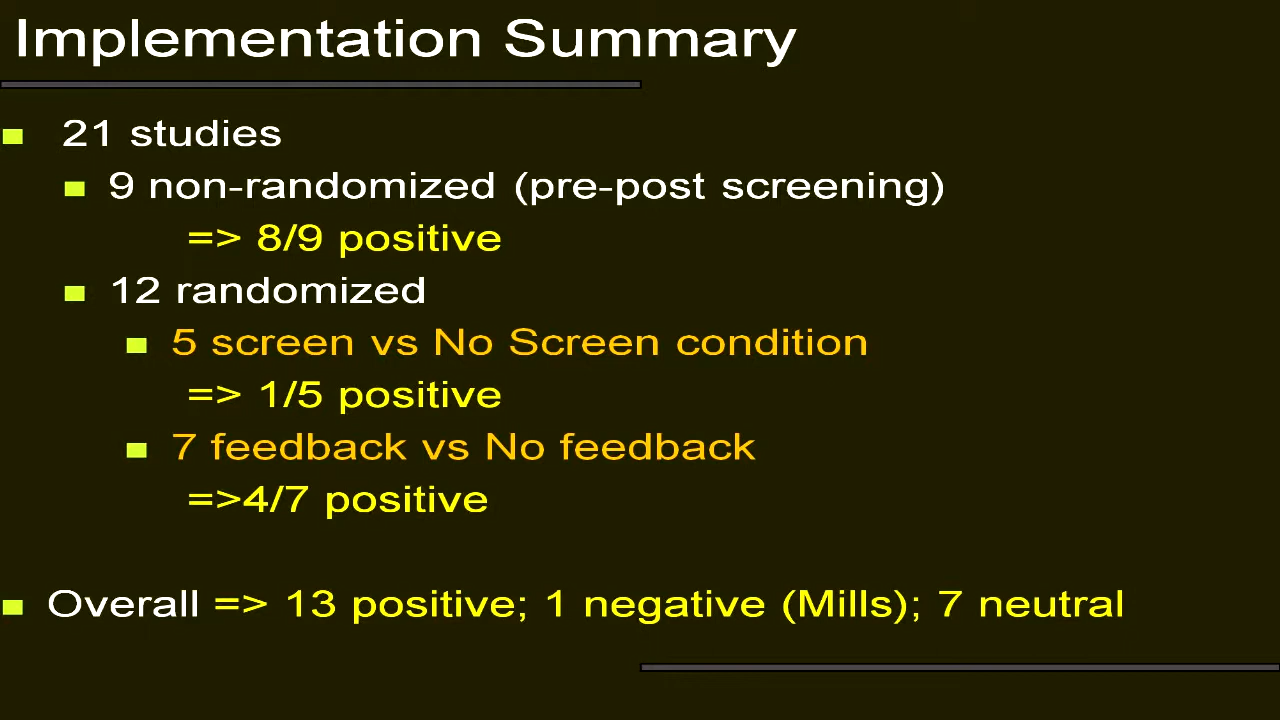 Implementation Summary
21 studies
9 non-randomized (pre-post screening)
=> 8/9 positive
12 randomized
5 screen vs No Screen condition
=> 1/5 positive
7 feedback vs No feedback
=>4/7 positive
Overall => 13 positive; 1 negative (Mills); 7 neutral